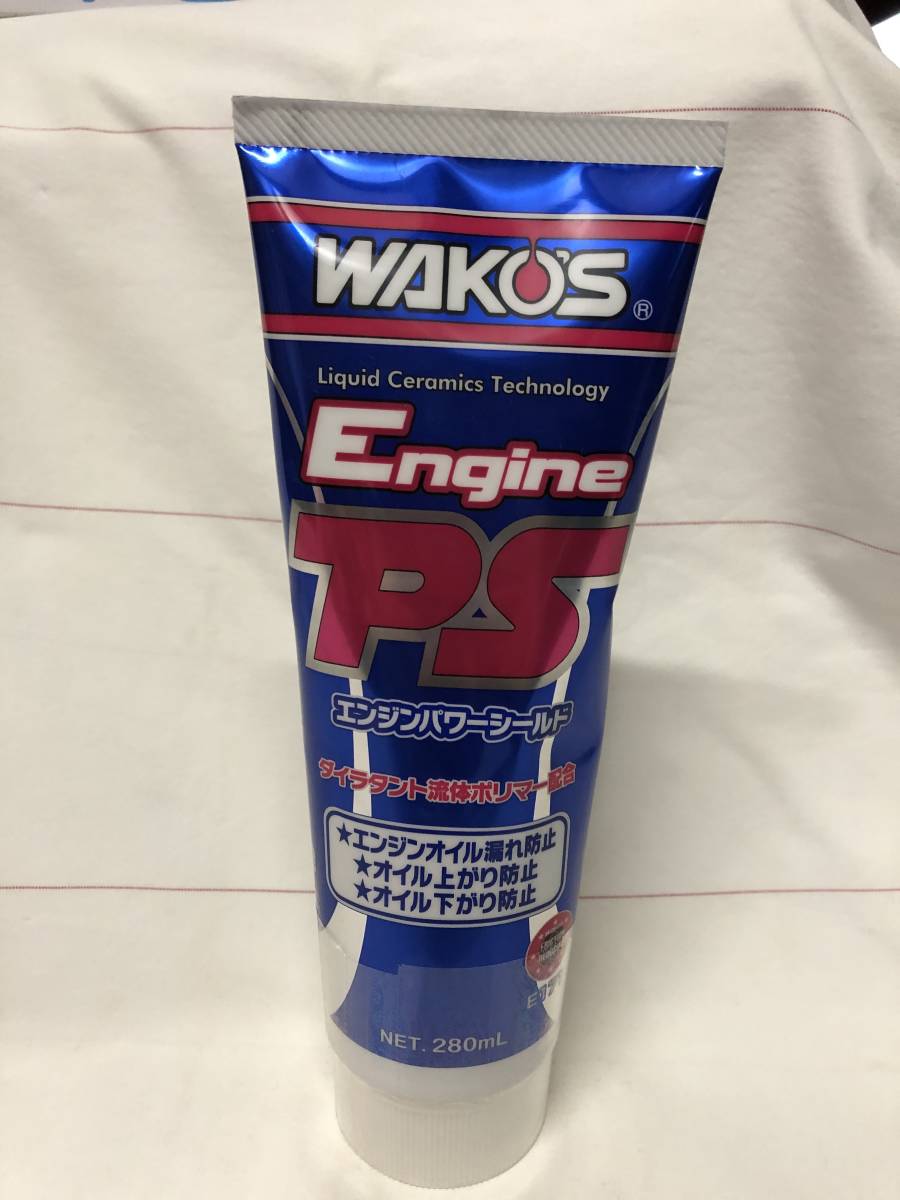 WAKO'S®
Liquid Ceramics Technology
Engine
PS
エンジンパワーシールド
ダイラタント流体ポリマー配合
★エンジンオイル漏れ防止
★オイル上がり防止
★オイル下がり防止
NET. 280mL